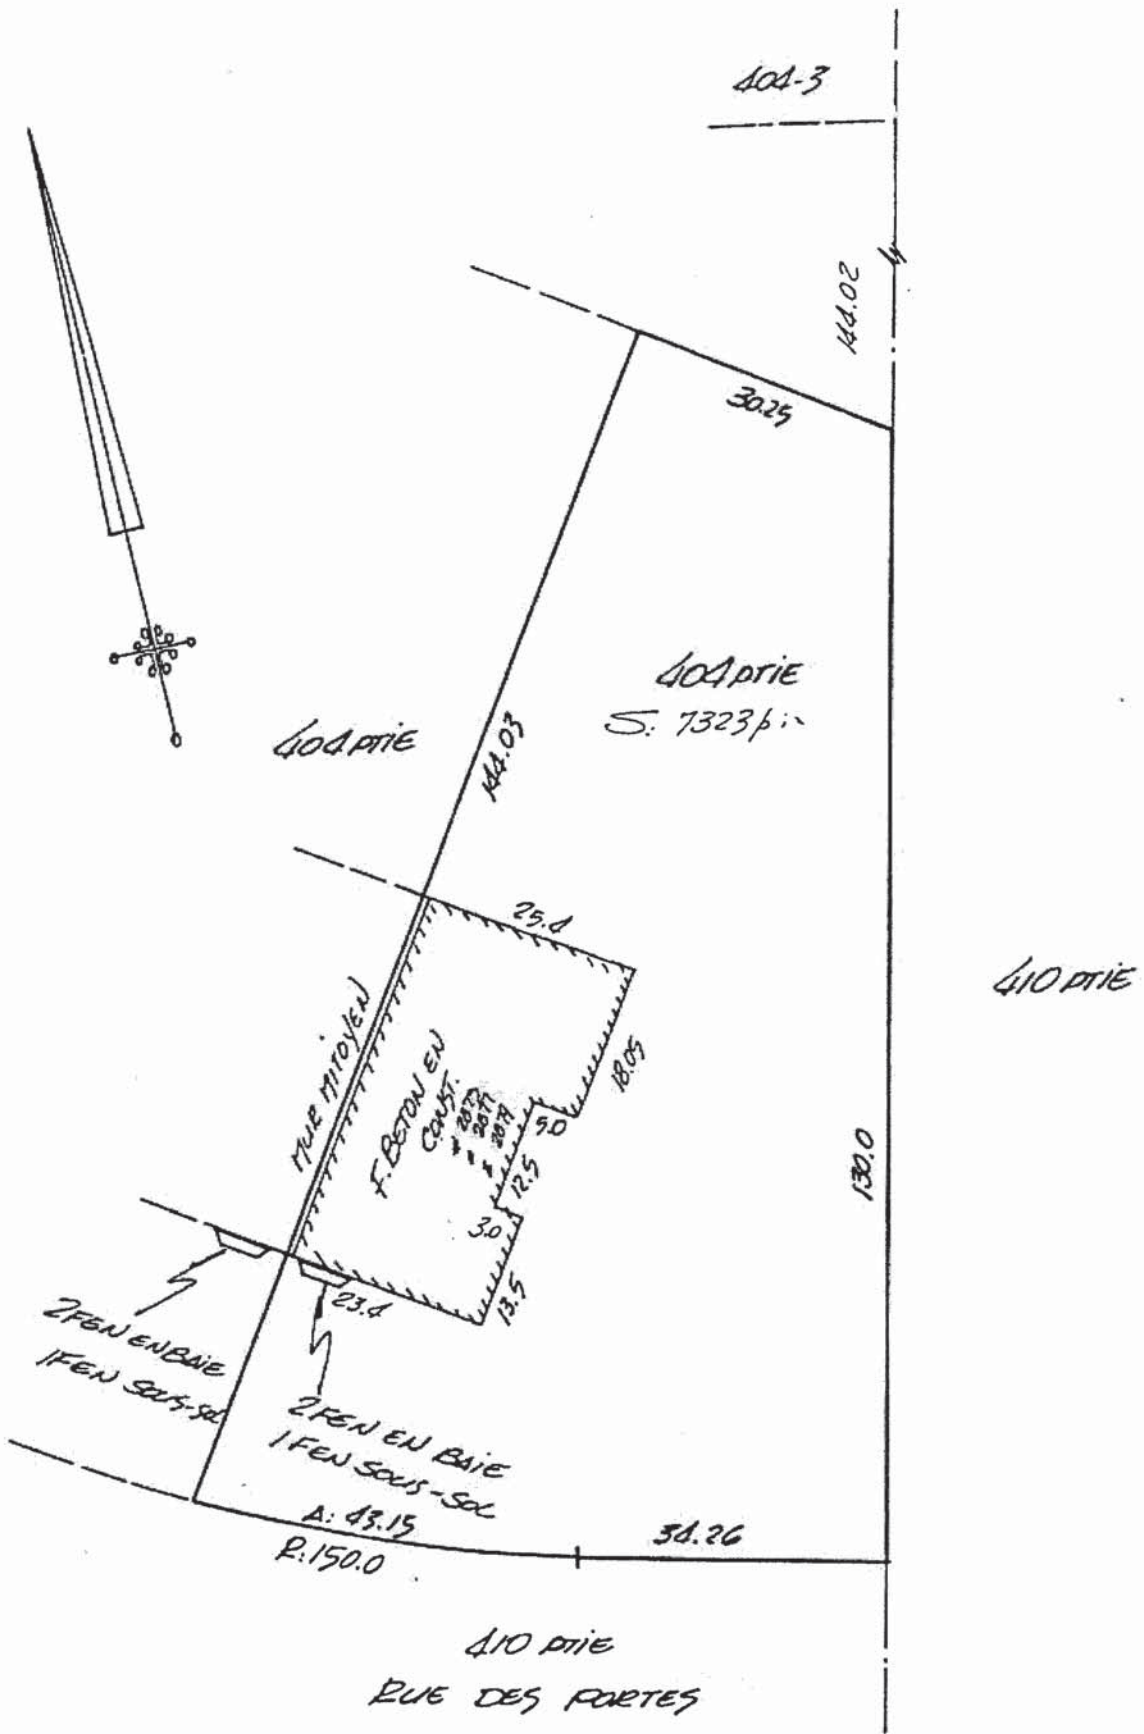 404-3
144.02
30.25
404 PTIE
S: 7323 p
404 PTIE
144.03
25.4
410 PTIE
MUR MITOYEN
F. BETON EN
CONST.
18.05
5.0
12.5
3.0
13.5
130.0
23.4
2 FEN EN BAIE
1 FEN SOUS-SOL
2 FEN EN BAIE
1 FEN SOUS-SOL
A: 43.15
R: 150.0
34.26
410 PTIE
RUE DES PORTES